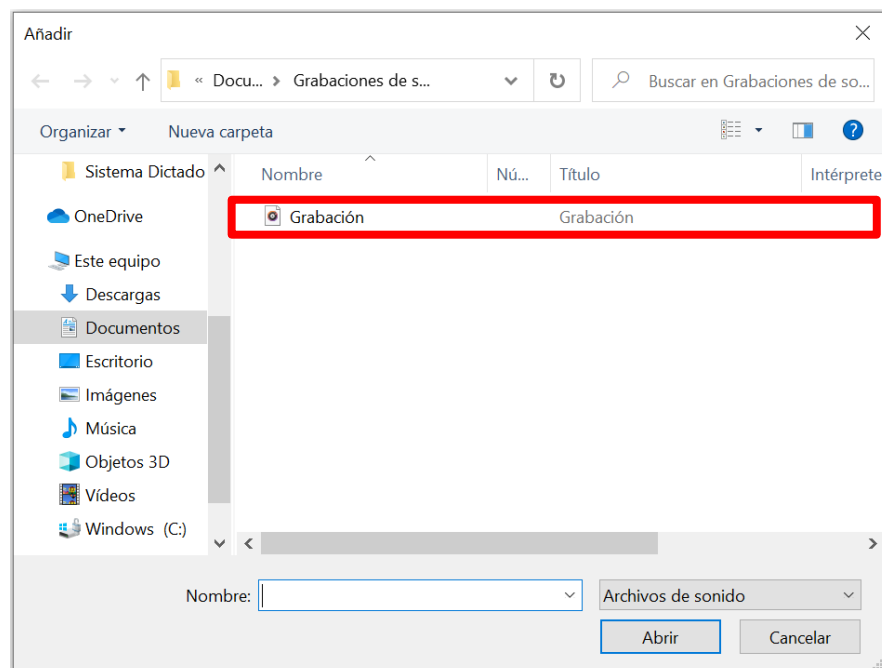 Añadir
« Docu... > Grabaciones de s...
Buscar en Grabaciones de so...
Organizar
Nueva carpeta
?
Sistema Dictado
OneDrive
Este equipo
Descargas
Documentos
Escritorio
Imágenes
Música
Objetos 3D
Vídeos
Windows (C:)
Nombre Nú... Título Intérprete
Grabación Grabación
Nombre:
Archivos de sonido
Abrir Cancelar